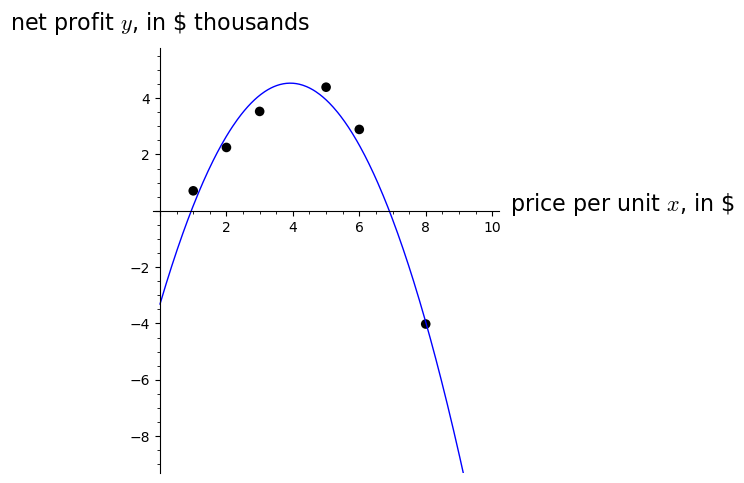 net profit y, in $ thousands
4
2
price per unit x, in $
2 4 6 8 10
−2
−4
−6
−8